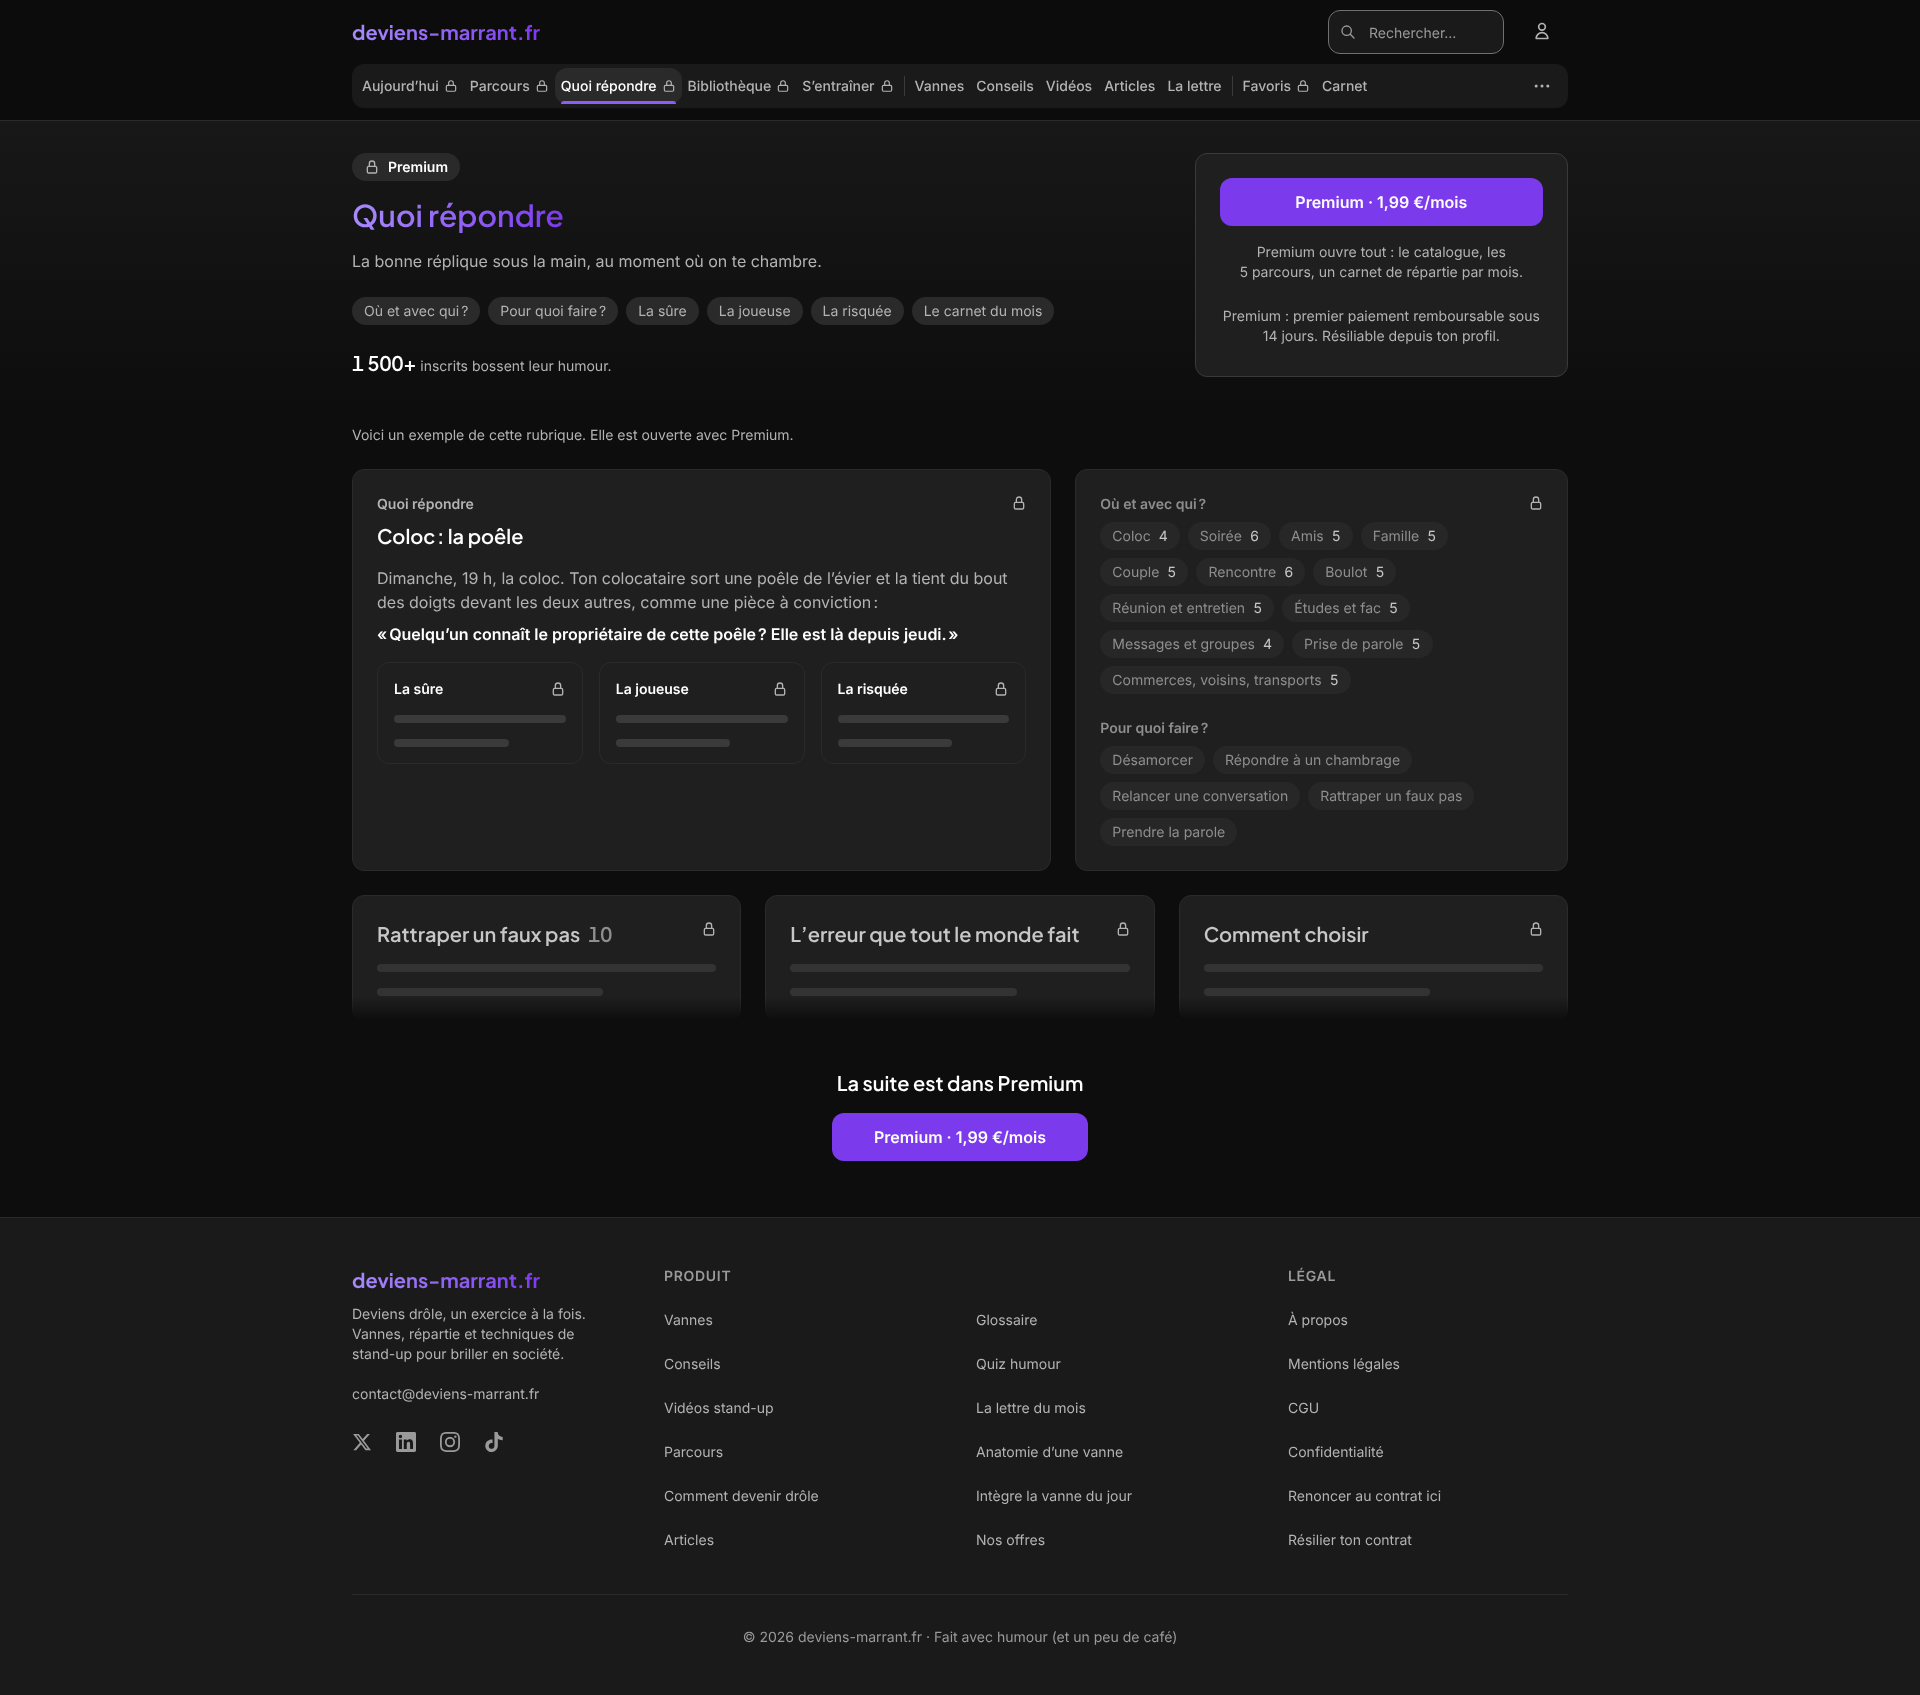 deviens-marrant.fr
Rechercher...
Aujourd’hui Parcours Quoi répondre Bibliothèque S’entraîner Vannes Conseils Vidéos Articles La lettre Favoris Carnet
Premium
Quoi répondre
La bonne réplique sous la main, au moment où on te chambre.
Où et avec qui ? Pour quoi faire ? La sûre La joueuse La risquée Le carnet du mois
1 500+ inscrits bossent leur humour.
Premium · 1,99 €/mois
Premium ouvre tout : le catalogue, les
5 parcours, un carnet de répartie par mois.
Premium : premier paiement remboursable sous
14 jours. Résiliable depuis ton profil.
Voici un exemple de cette rubrique. Elle est ouverte avec Premium.
Quoi répondre
Coloc : la poêle
Dimanche, 19 h, la coloc. Ton colocataire sort une poêle de l’évier et la tient du bout
des doigts devant les deux autres, comme une pièce à conviction :
« Quelqu’un connaît le propriétaire de cette poêle ? Elle est là depuis jeudi. »
La sûre
La joueuse
La risquée
Où et avec qui ?
Coloc 4 Soirée 6 Amis 5 Famille 5
Couple 5 Rencontre 6 Boulot 5
Réunion et entretien 5 Études et fac 5
Messages et groupes 4 Prise de parole 5
Commerces, voisins, transports 5
Pour quoi faire ?
Désamorcer Répondre à un chambrage
Relancer une conversation Rattraper un faux pas
Prendre la parole
Rattraper un faux pas 10
L’erreur que tout le monde fait
Comment choisir
La suite est dans Premium
Premium · 1,99 €/mois
deviens-marrant.fr
Deviens drôle, un exercice à la fois.
Vannes, répartie et techniques de
stand-up pour briller en société.
contact@deviens-marrant.fr
PRODUIT
Vannes
Conseils
Vidéos stand-up
Parcours
Comment devenir drôle
Articles
Glossaire
Quiz humour
La lettre du mois
Anatomie d’une vanne
Intègre la vanne du jour
Nos offres
LÉGAL
À propos
Mentions légales
CGU
Confidentialité
Renoncer au contrat ici
Résilier ton contrat
© 2026 deviens-marrant.fr · Fait avec humour (et un peu de café)